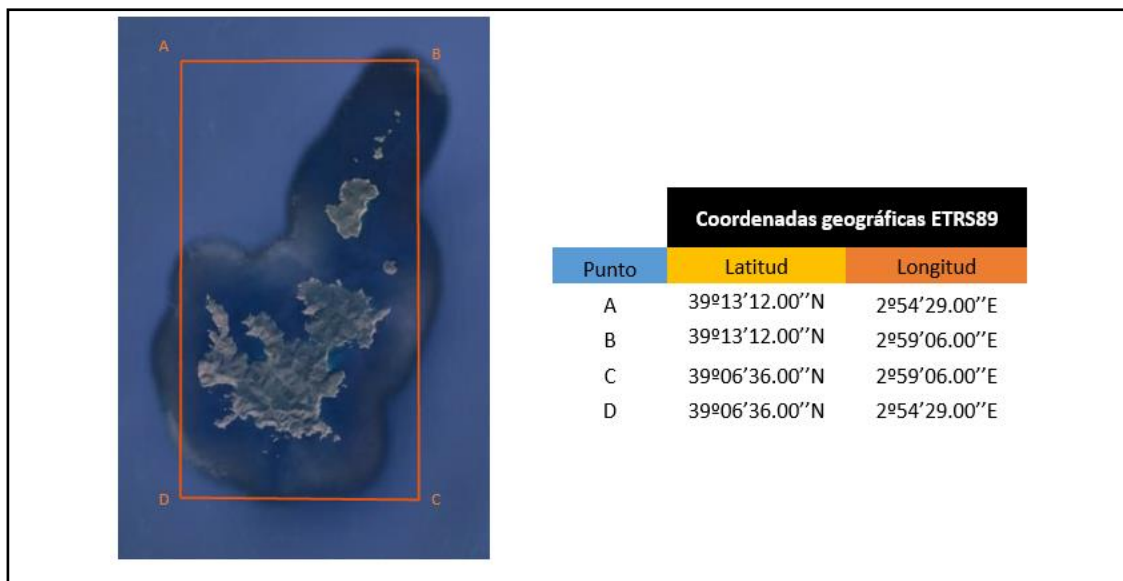 A
B
D
C
Coordenadas geográficas ETRS89
Punto Latitud Longitud
A 39º13’12.00’’N 2º54’29.00’’E
B 39º13’12.00’’N 2º59’06.00’’E
C 39º06’36.00’’N 2º59’06.00’’E
D 39º06’36.00’’N 2º54’29.00’’E